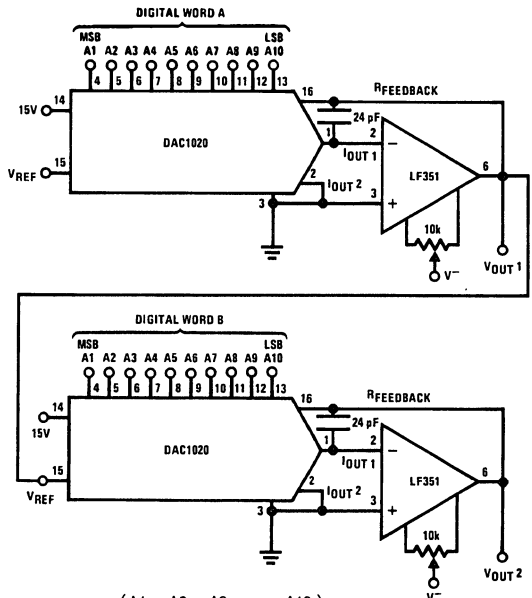 DIGITAL WORD A
MSB LSB
A1 A2 A3 A4 A5 A6 A7 A8 A9 A10
4 5 6 7 8 9 10 11 12 13
16 RFEEDBACK
15V 14
24 pF
DAC1020
1 2
IOUT 1
LF351
6
VREF 15
2
IOUT 2
3 3
10k
V−
VOUT 1
DIGITAL WORD B
MSB LSB
A1 A2 A3 A4 A5 A6 A7 A8 A9 A10
4 5 6 7 8 9 10 11 12 13
16 RFEEDBACK
14
15V
24 pF
DAC1020
1 2
IOUT 1
LF351
6
15
VREF
2
IOUT 2
3 3
10k
V−
VOUT 2